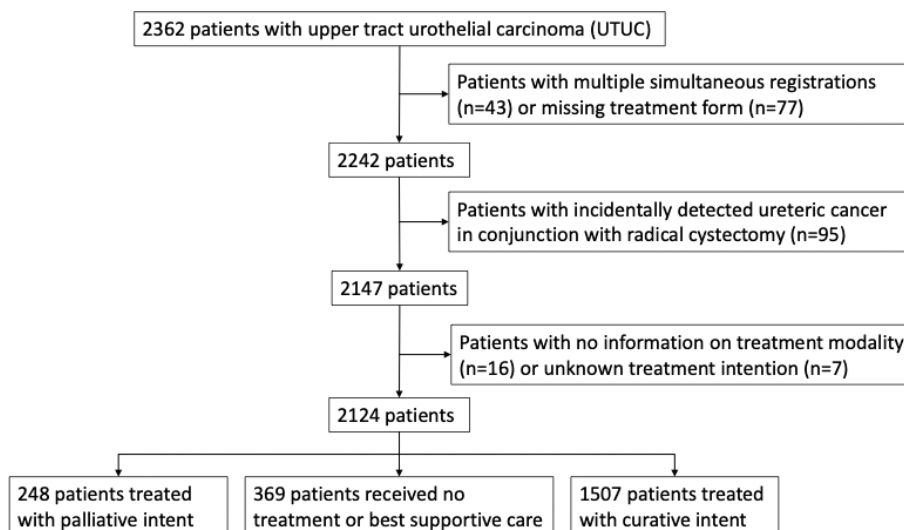 2362 patients with upper tract urothelial carcinoma (UTUC)
Patients with multiple simultaneous registrations
(n=43) or missing treatment form (n=77)
2242 patients
Patients with incidentally detected ureteric cancer
in conjunction with radical cystectomy (n=95)
2147 patients
Patients with no information on treatment modality
(n=16) or unknown treatment intention (n=7)
2124 patients
248 patients treated
with palliative intent
369 patients received no
treatment or best supportive care
1507 patients treated
with curative intent